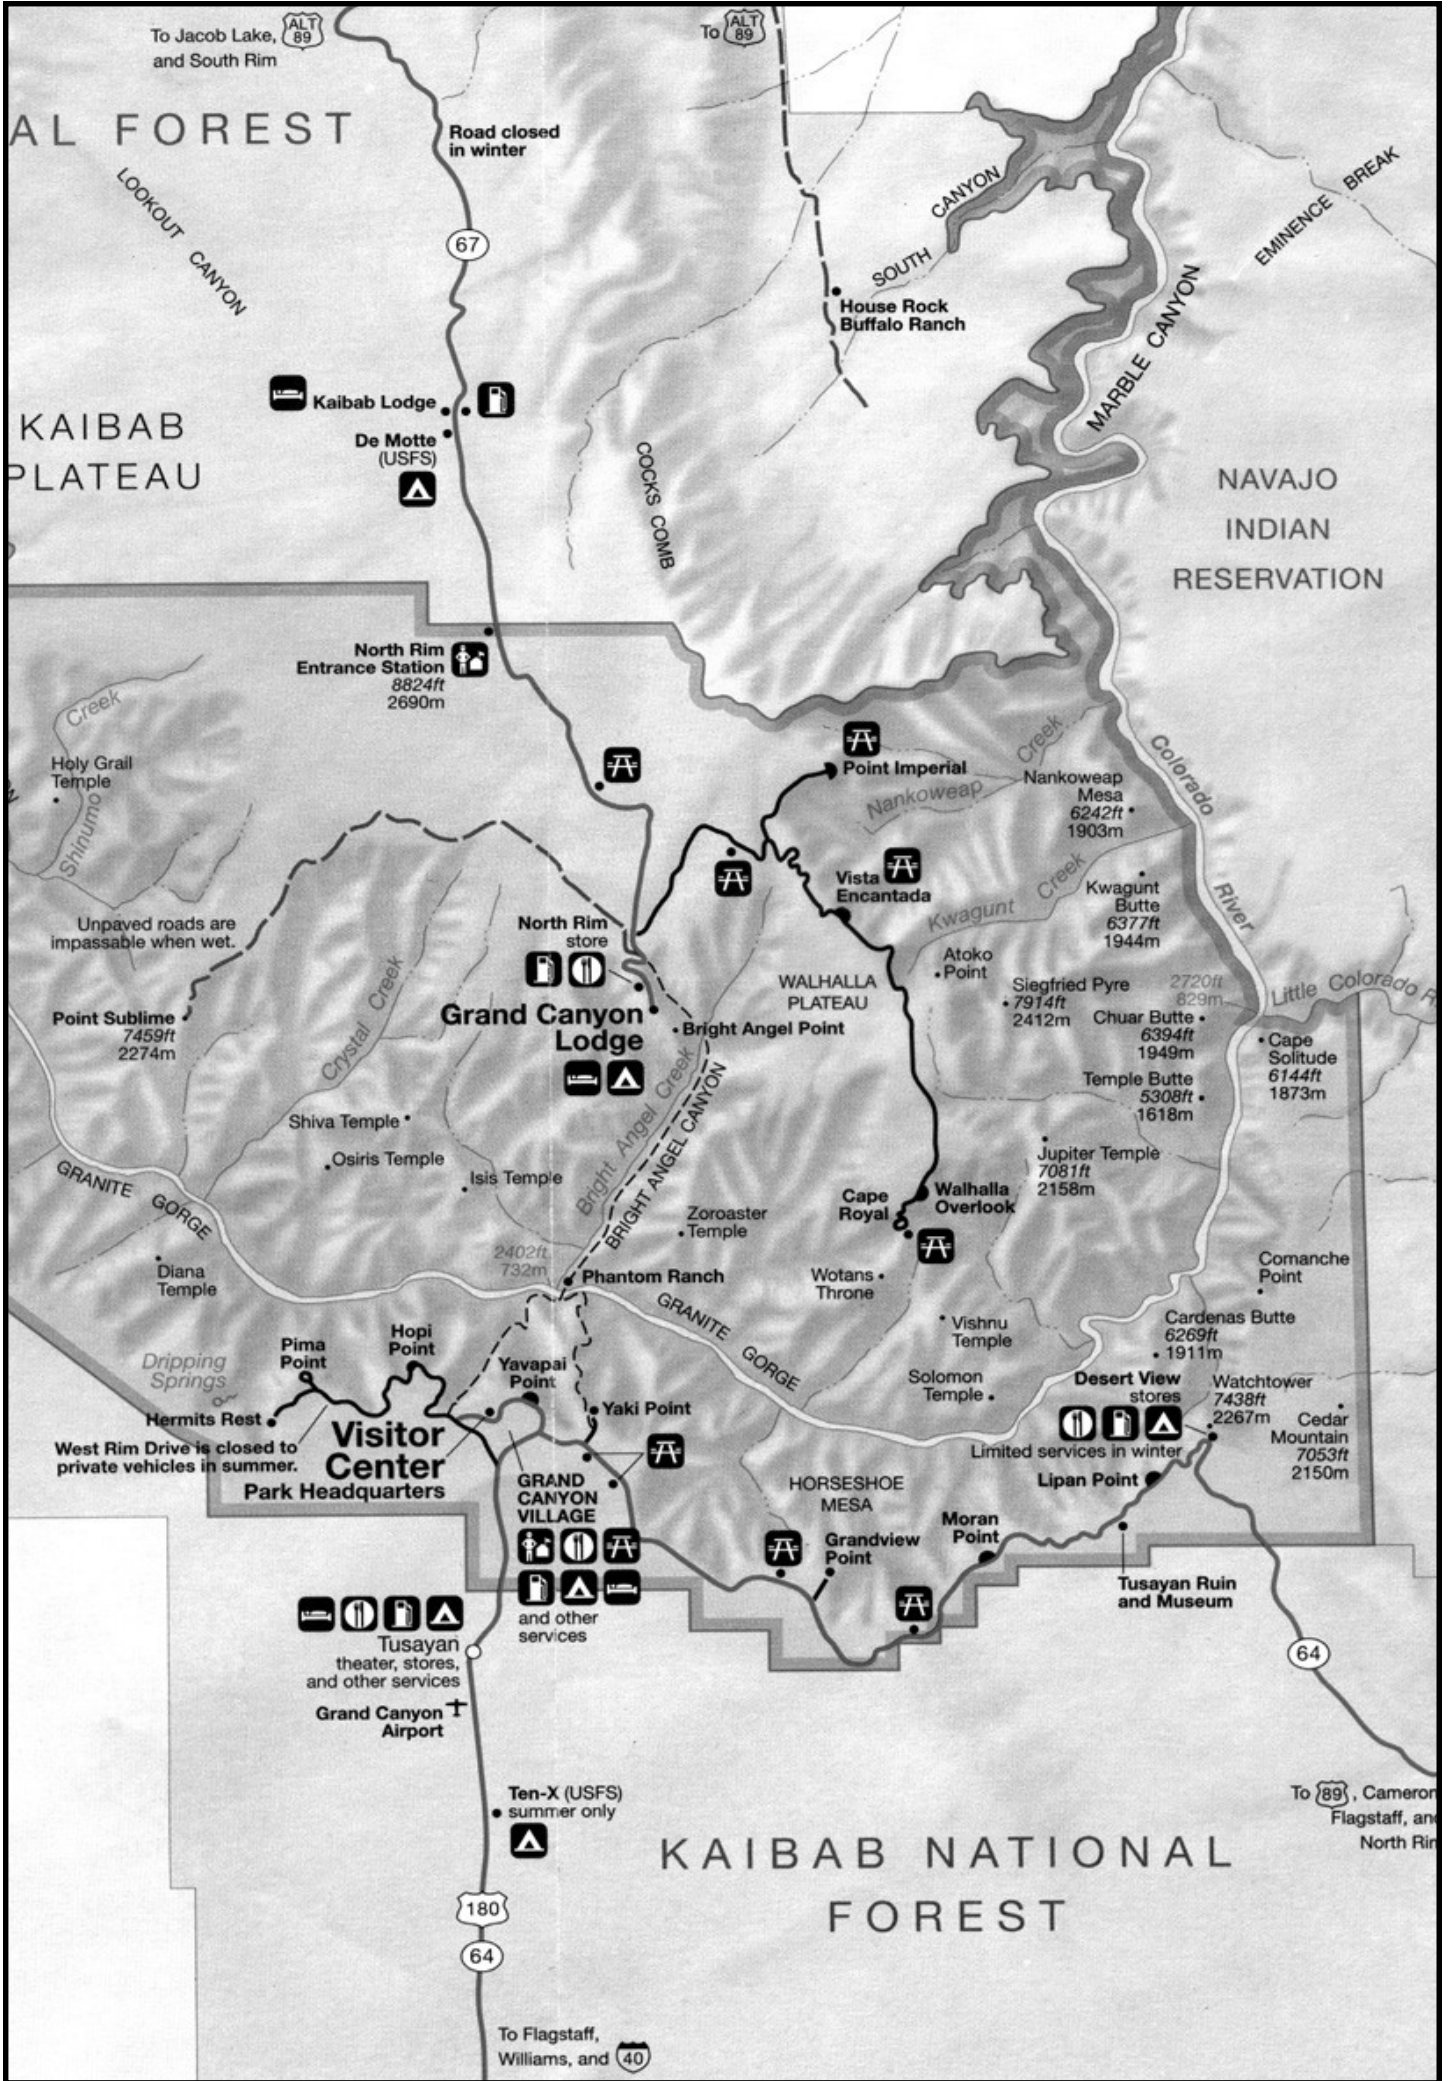 To Jacob Lake,
and South Rim
ALT
89
To
ALT
89
AL FOREST
Road closed
in winter
LOOKOUT CANYON
67
SOUTH CANYON
EMINENCE BREAK
House Rock
Buffalo Ranch
MARBLE CANYON
Kaibab Lodge
De Motte
(USFS)
KAIBAB
PLATEAU
COCKS COMB
NAVAJO
INDIAN
RESERVATION
North Rim
Entrance Station
8824ft
2690m
Creek
Shinumo
Holy Grail
Temple
Point Imperial
Nankoweap Creek
Nankoweap
Mesa
6242ft
1903m
Colorado
River
Vista
Encantada
Kwagunt Creek
Kwagunt
Butte
6377ft
1944m
Unpaved roads are
impassable when wet.
North Rim
store
Grand Canyon
Lodge
Bright Angel Point
WALHALLA
PLATEAU
Atoko
Point
Siegfried Pyre
7914ft
2412m
2720ft
829m
Little Colorado R
Chuar Butte
6394ft
1949m
Cape
Solitude
6144ft
1873m
Point Sublime
7459ft
2274m
Crystal Creek
Temple Butte
5308ft
1618m
Shiva Temple
Osiris Temple
Isis Temple
Bright Angel Creek
BRIGHT ANGEL CANYON
Jupiter Temple
7081ft
2158m
Cape
Royal
Walhalla
Overlook
Zoroaster
Temple
GRANITE GORGE
Diana
Temple
2402ft
732m
Phantom Ranch
Wotans
Throne
Comanche
Point
GRANITE GORGE
Vishnu
Temple
Cardenas Butte
6269ft
1911m
Pima
Point
Hopi
Point
Dripping
Springs
Yavapai
Point
Solomon
Temple
Desert View
stores
Limited services in winter
Watchtower
7438ft
2267m
Cedar
Mountain
7053ft
2150m
Hermits Rest
West Rim Drive is closed to
private vehicles in summer.
Visitor
Center
Park Headquarters
Yaki Point
GRAND
CANYON
VILLAGE
and other
services
HORSESHOE
MESA
Lipan Point
Moran
Point
Grandview
Point
Tusayan Ruin
and Museum
Tusayan
theater, stores,
and other services
Grand Canyon
Airport
64
Ten-X (USFS)
summer only
To 89, Cameron
Flagstaff, an
North Rim
KAIBAB NATIONAL
FOREST
180
64
To Flagstaff,
Williams, and 40